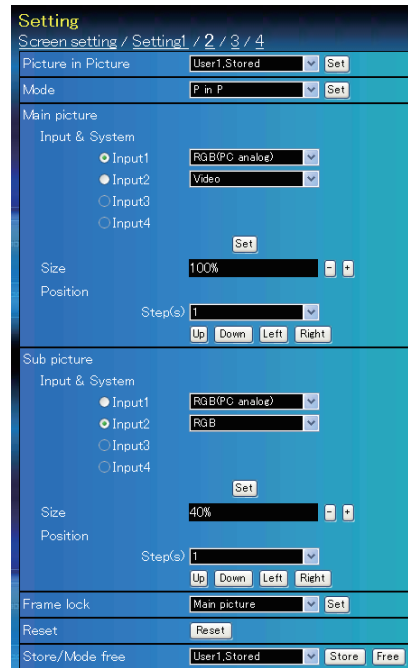 Setting
Screen setting / Setting1 / 2 / 3 / 4
Picture in Picture User1,Stored Set
Mode P in P Set
Main picture
Input & System
Input1 RGB(PC analog)
Input2 Video
Input3
Input4
Set
Size 100% - +
Position
Step(s) 1
Up Down Left Right
Sub picture
Input & System
Input1 RGB(PC analog)
Input2 RGB
Input3
Input4
Set
Size 40% - +
Position
Step(s) 1
Up Down Left Right
Frame lock Main picture Set
Reset Reset
Store/Mode free User1,Stored Store Free